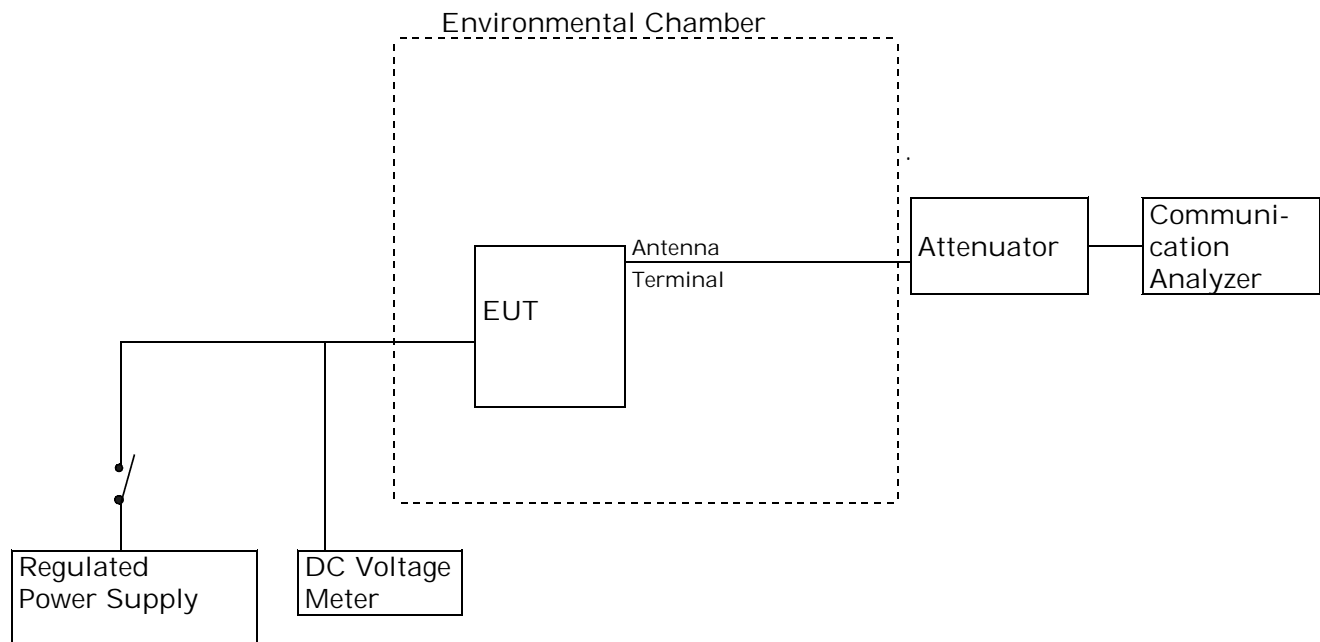 Environmental Chamber
Antenna
Terminal
EUT
Attenuator
Communi-
cation
Analyzer
Regulated
Power Supply
DC Voltage
Meter